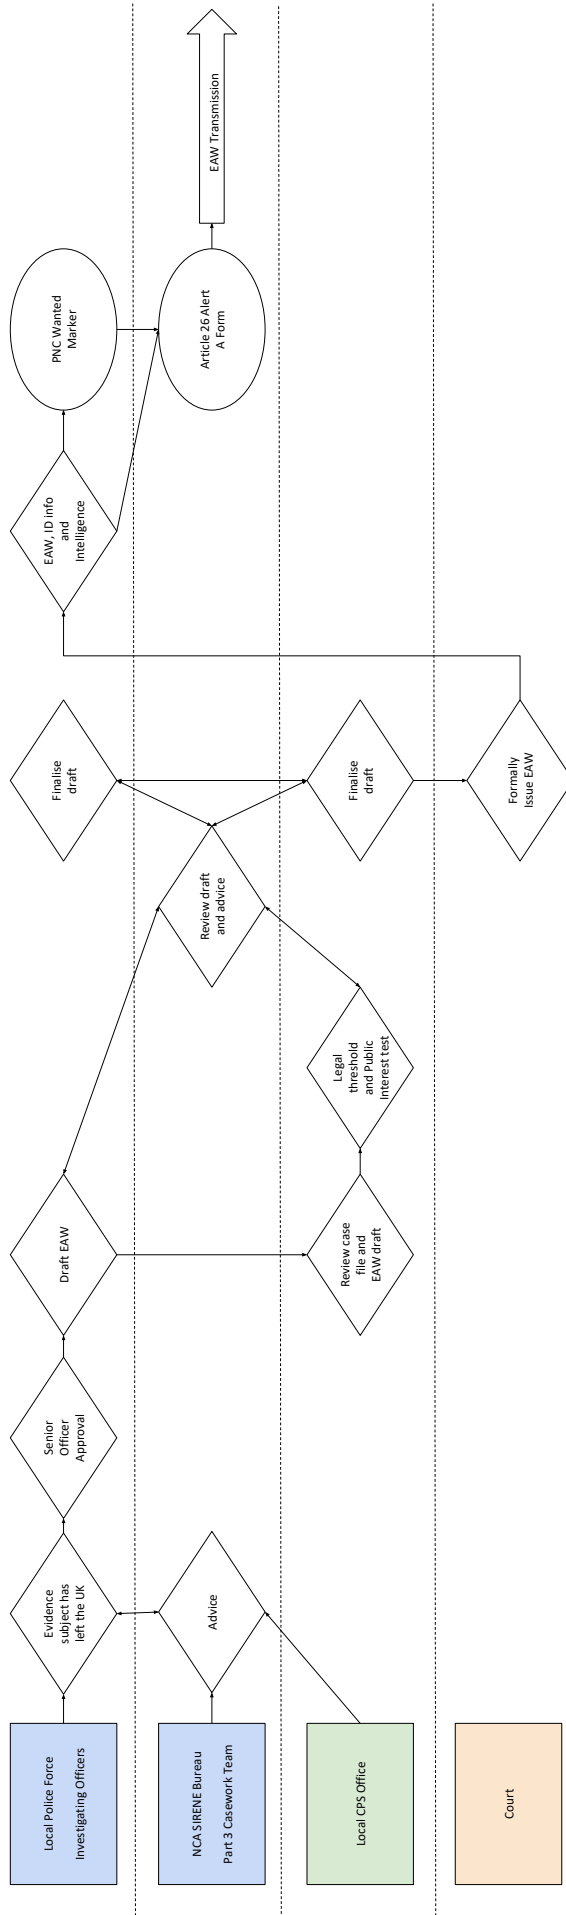 Local Police Force
Investigating Officers
Evidence
subject has
left the UK
Senior
Officer
Approval
Draft EAW
Finalise
draft
EAW, ID info
and
Intelligence
PNC Wanted
Marker
NCA SIRENE Bureau
Part 3 Casework Team
Advice
Review draft
and advice
Article 26 Alert
A Form
EAW Transmission
Local CPS Office
Review case
file and
EAW draft
Legal
threshold
and Public
Interest test
Finalise
draft
Court
Formally
Issue EAW